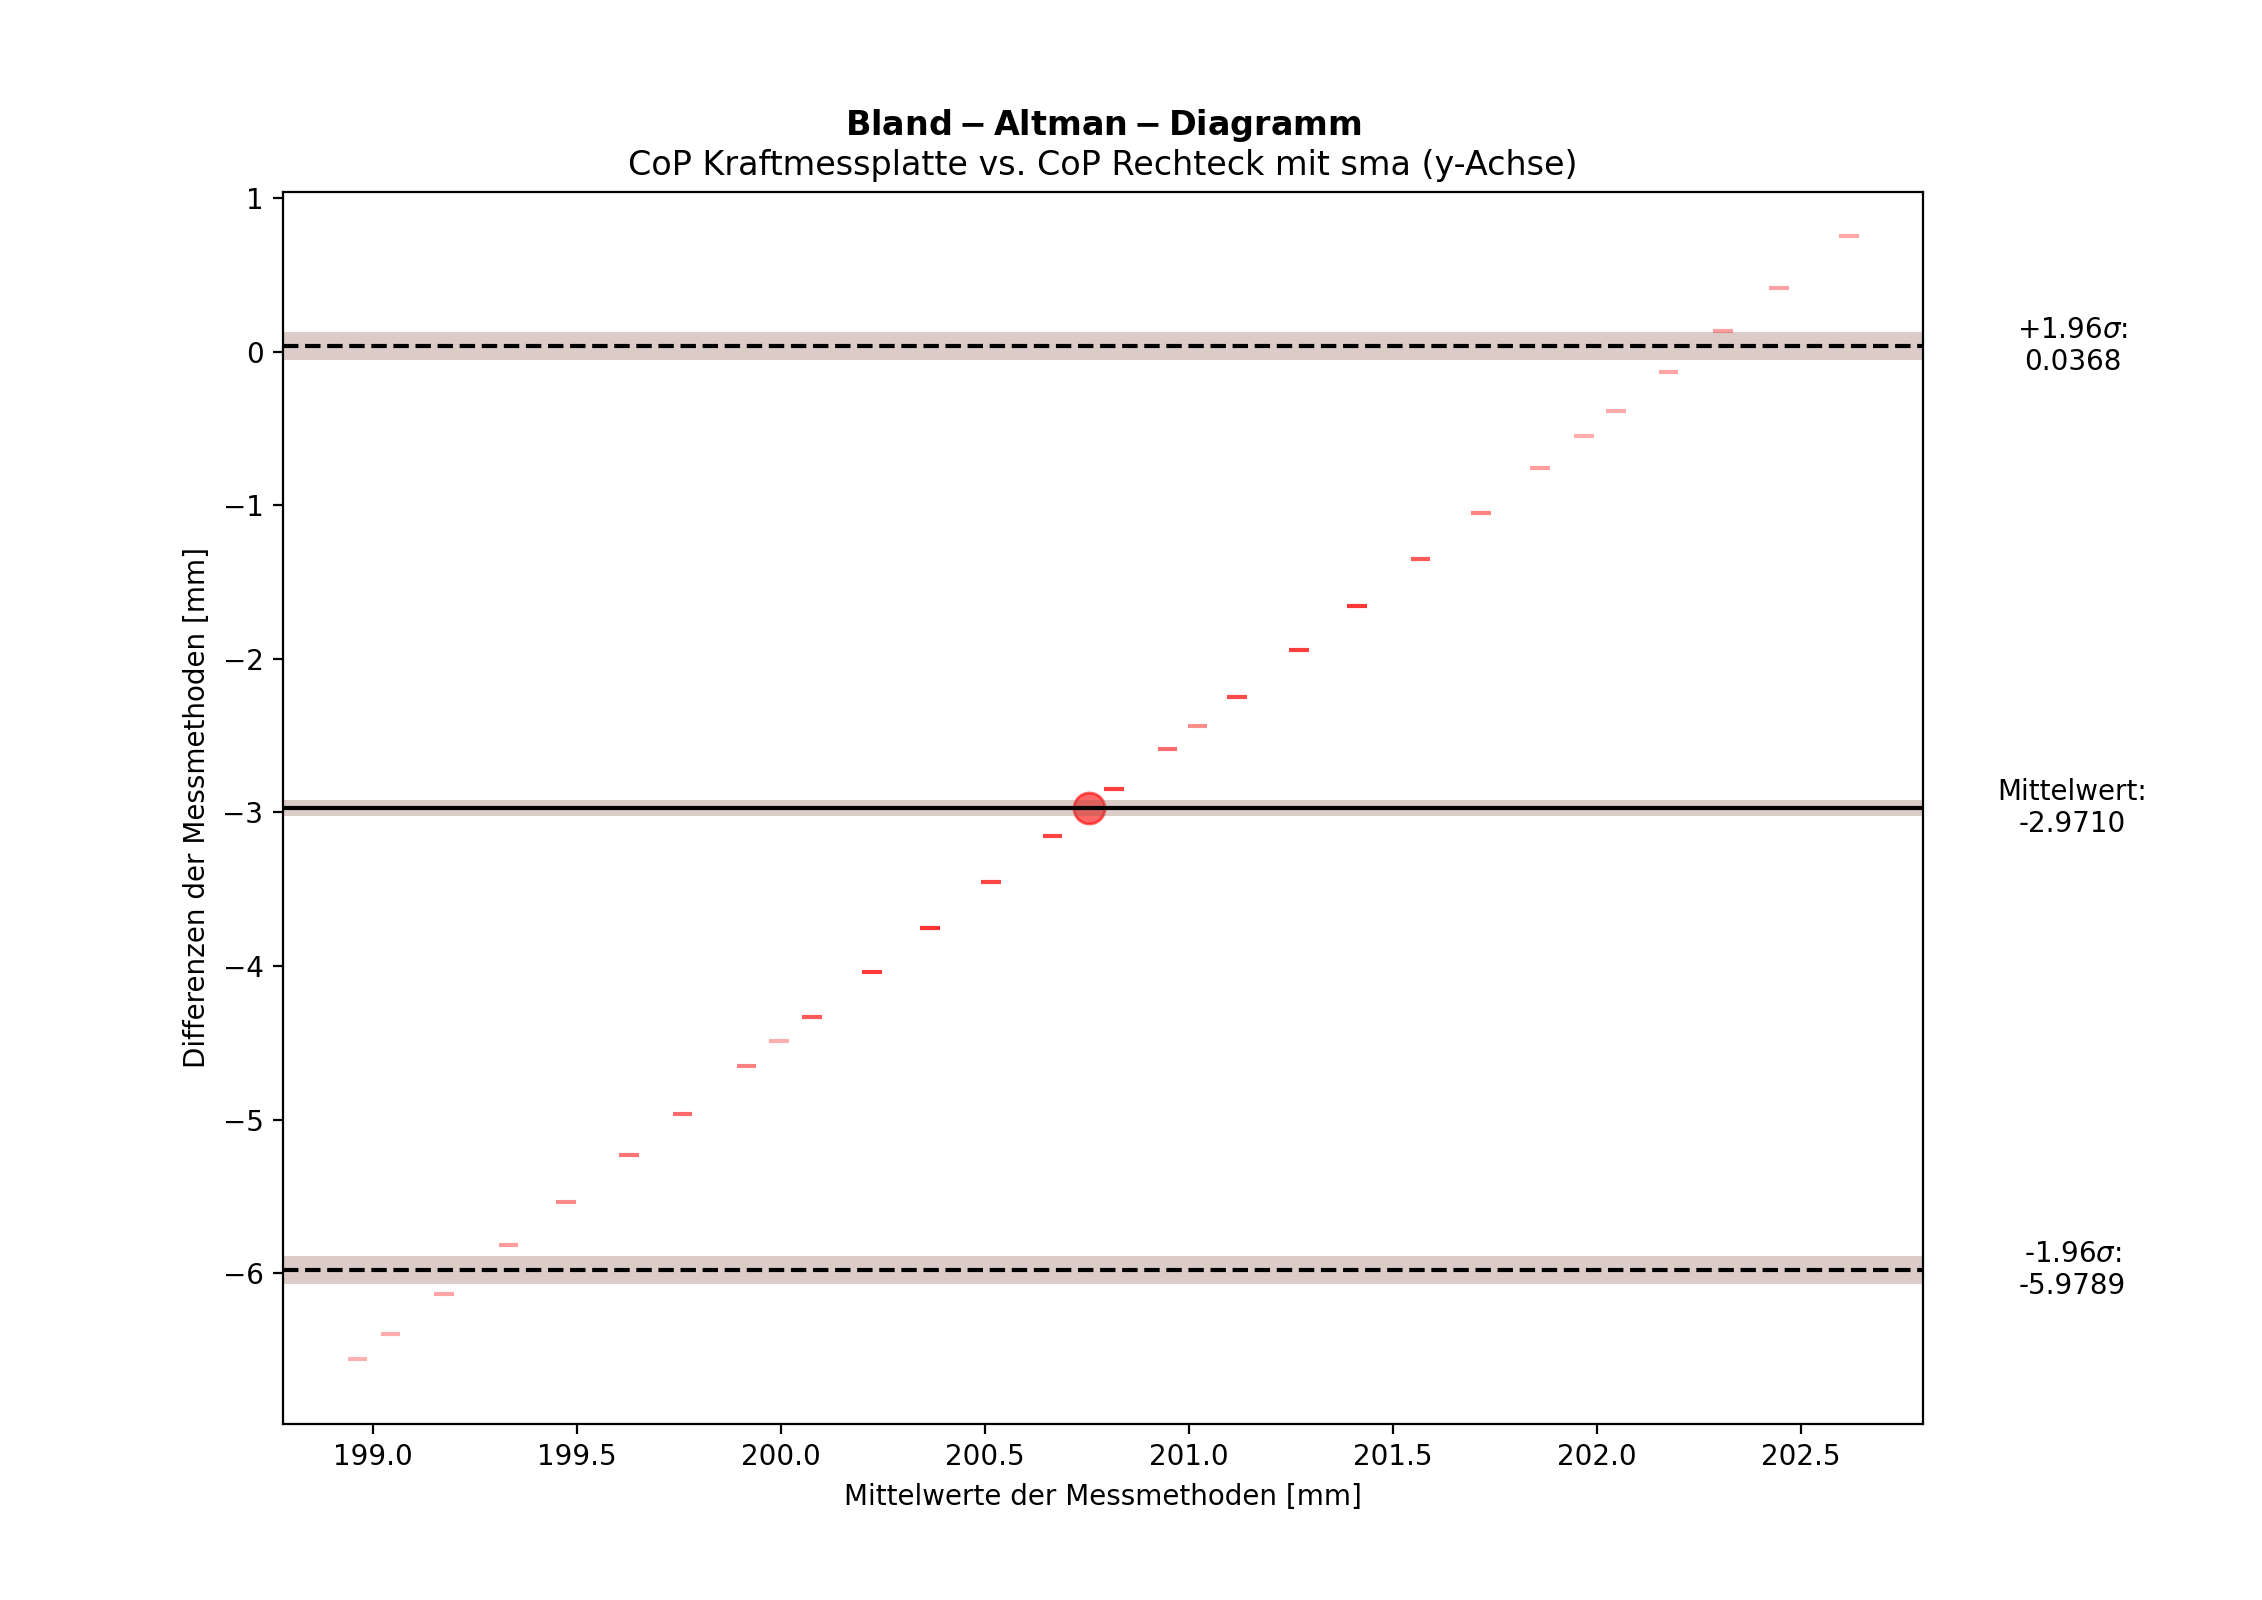 Bland − Altman − Diagramm
CoP Kraftmessplatte vs. CoP Rechteck mit sma (y-Achse)
Differenzen der Messmethoden [mm]
1
0
−1
−2
−3
−4
−5
−6
+1.96σ:
0.0368
Mittelwert:
-2.9710
-1.96σ:
-5.9789
199.0 199.5 200.0 200.5 201.0 201.5 202.0 202.5
Mittelwerte der Messmethoden [mm]